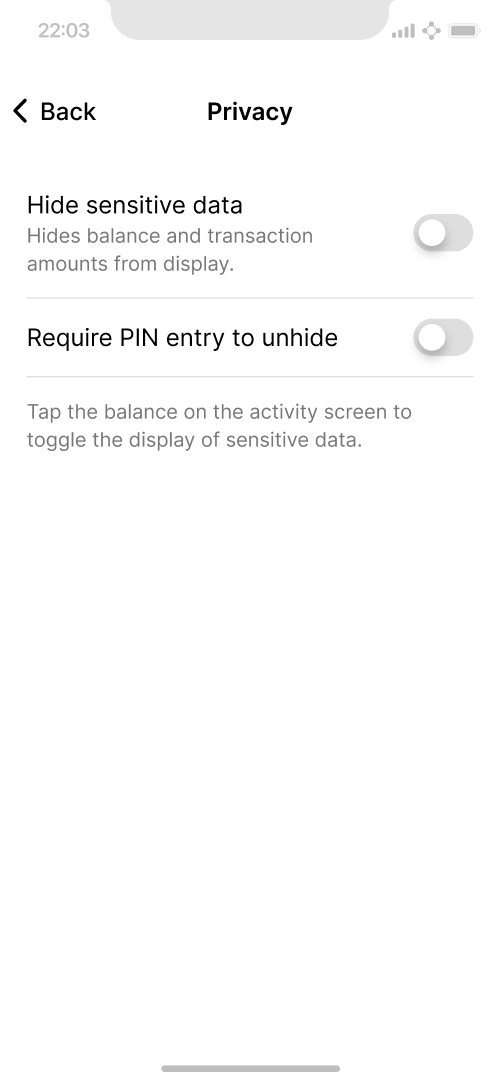 22:03
Back
Privacy
Hide sensitive data
Hides balance and transaction
amounts from display.
Require PIN entry to unhide
Tap the balance on the activity screen to
toggle the display of sensitive data.